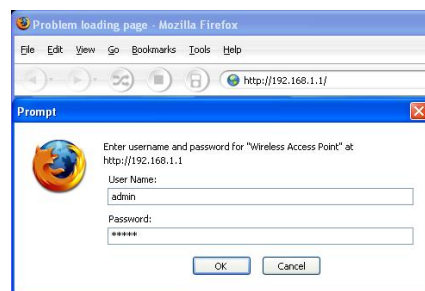 Problem loading page - Mozilla Firefox
File Edit View Go Bookmarks Tools Help
http://192.168.1.1/
Prompt
Enter username and password for "Wireless Access Point" at
http://192.168.1.1
User Name:
admin
Password:
*****
OK Cancel